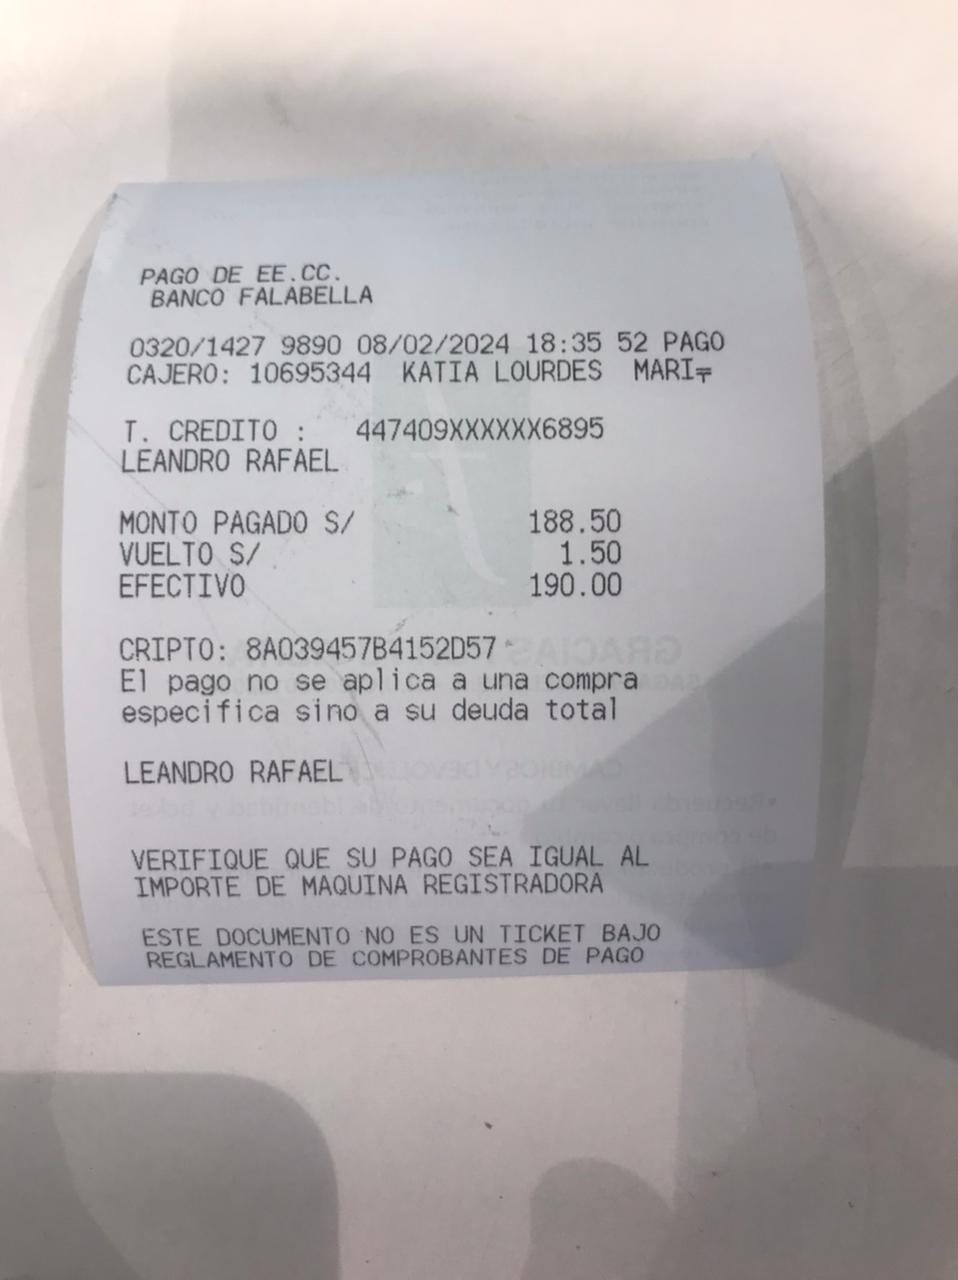 PAGO DE EE.CC.
BANCO FALABELLA
0320/1427 9890 08/02/2024 18:35 52 PAGO
CAJERO: 10695344 KATIA LOURDES MARI
T. CREDITO : 447409XXXXXX6895
LEANDRO RAFAEL
MONTO PAGADO S/ 188.50
VUELTO S/ 1.50
EFECTIVO 190.00
CRIPTO: 8A039457B4152D57
El pago no se aplica a una compra
especifica sino a su deuda total
LEANDRO RAFAEL
VERIFIQUE QUE SU PAGO SEA IGUAL AL
IMPORTE DE MAQUINA REGISTRADORA
ESTE DOCUMENTO NO ES UN TICKET BAJO
REGLAMENTO DE COMPROBANTES DE PAGO